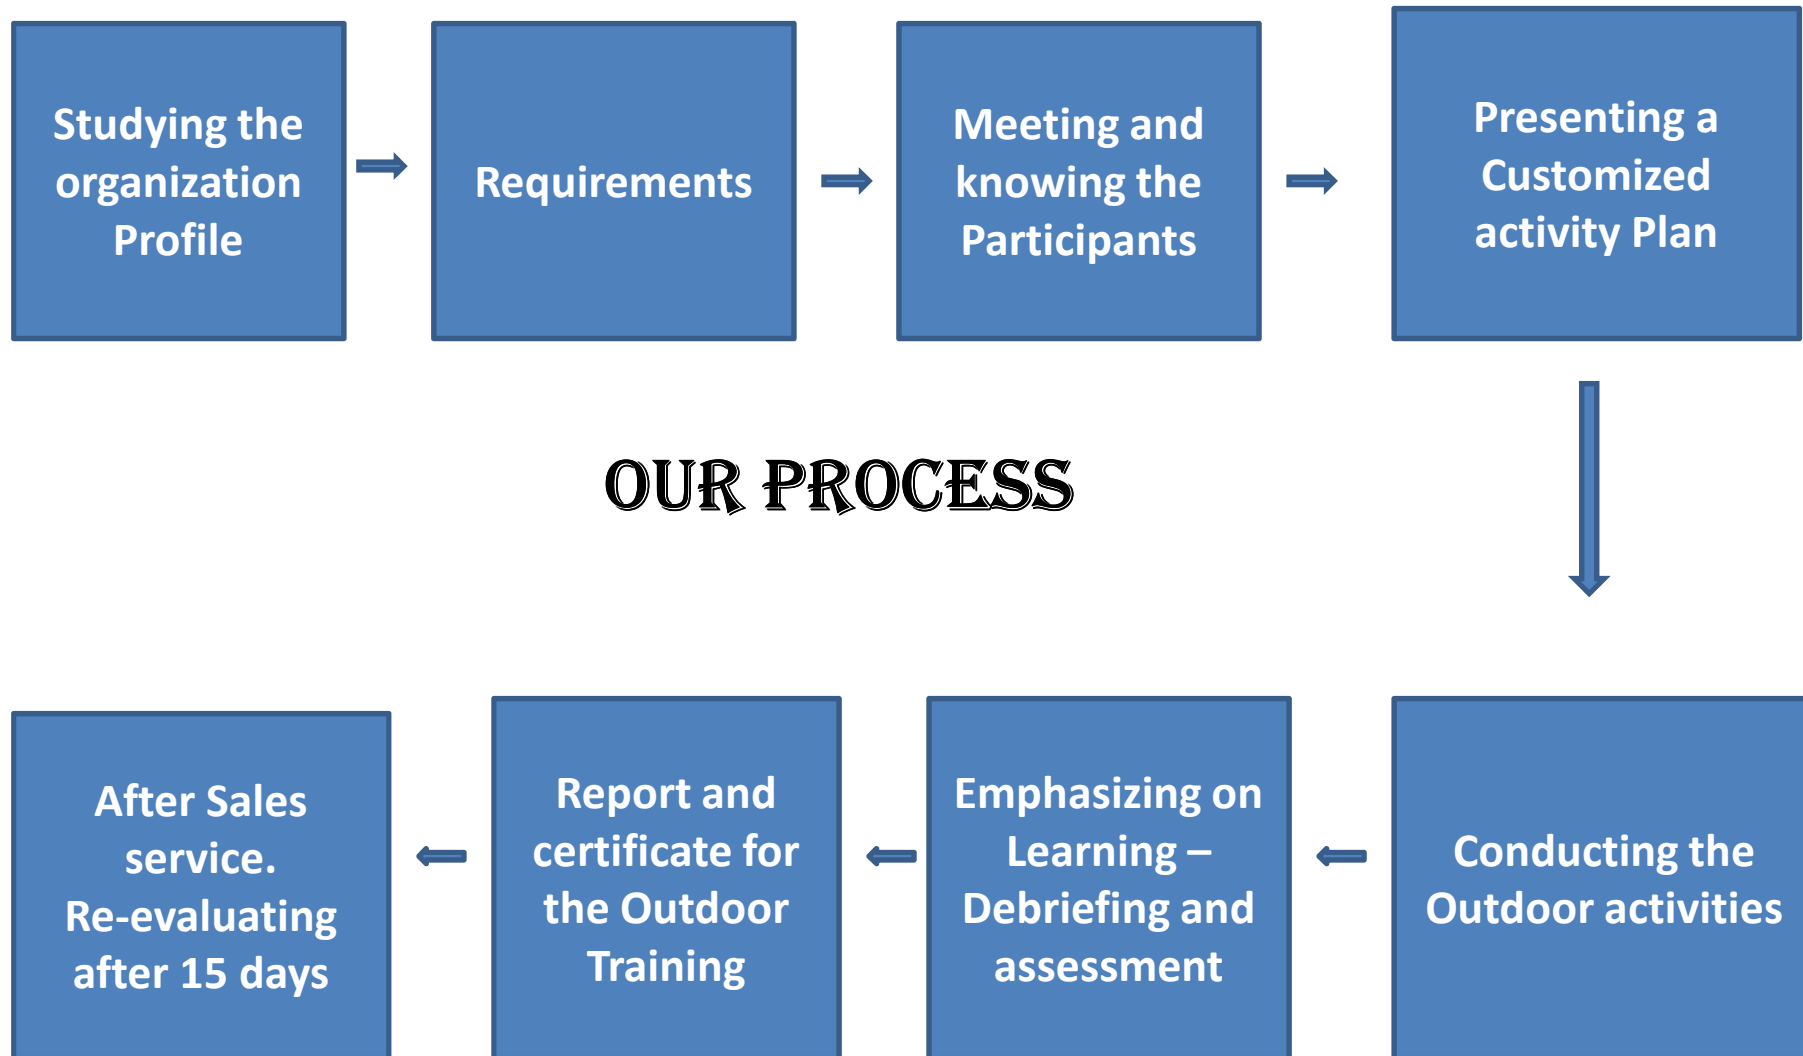 Studying the
organization
Profile
Requirements
Meeting and
knowing the
Participants
Presenting a
Customized
activity Plan
OUR PROCESS
Conducting the
Outdoor activities
Emphasizing on
Learning –
Debriefing and
assessment
Report and
certificate for
the Outdoor
Training
After Sales
service.
Re-evaluating
after 15 days